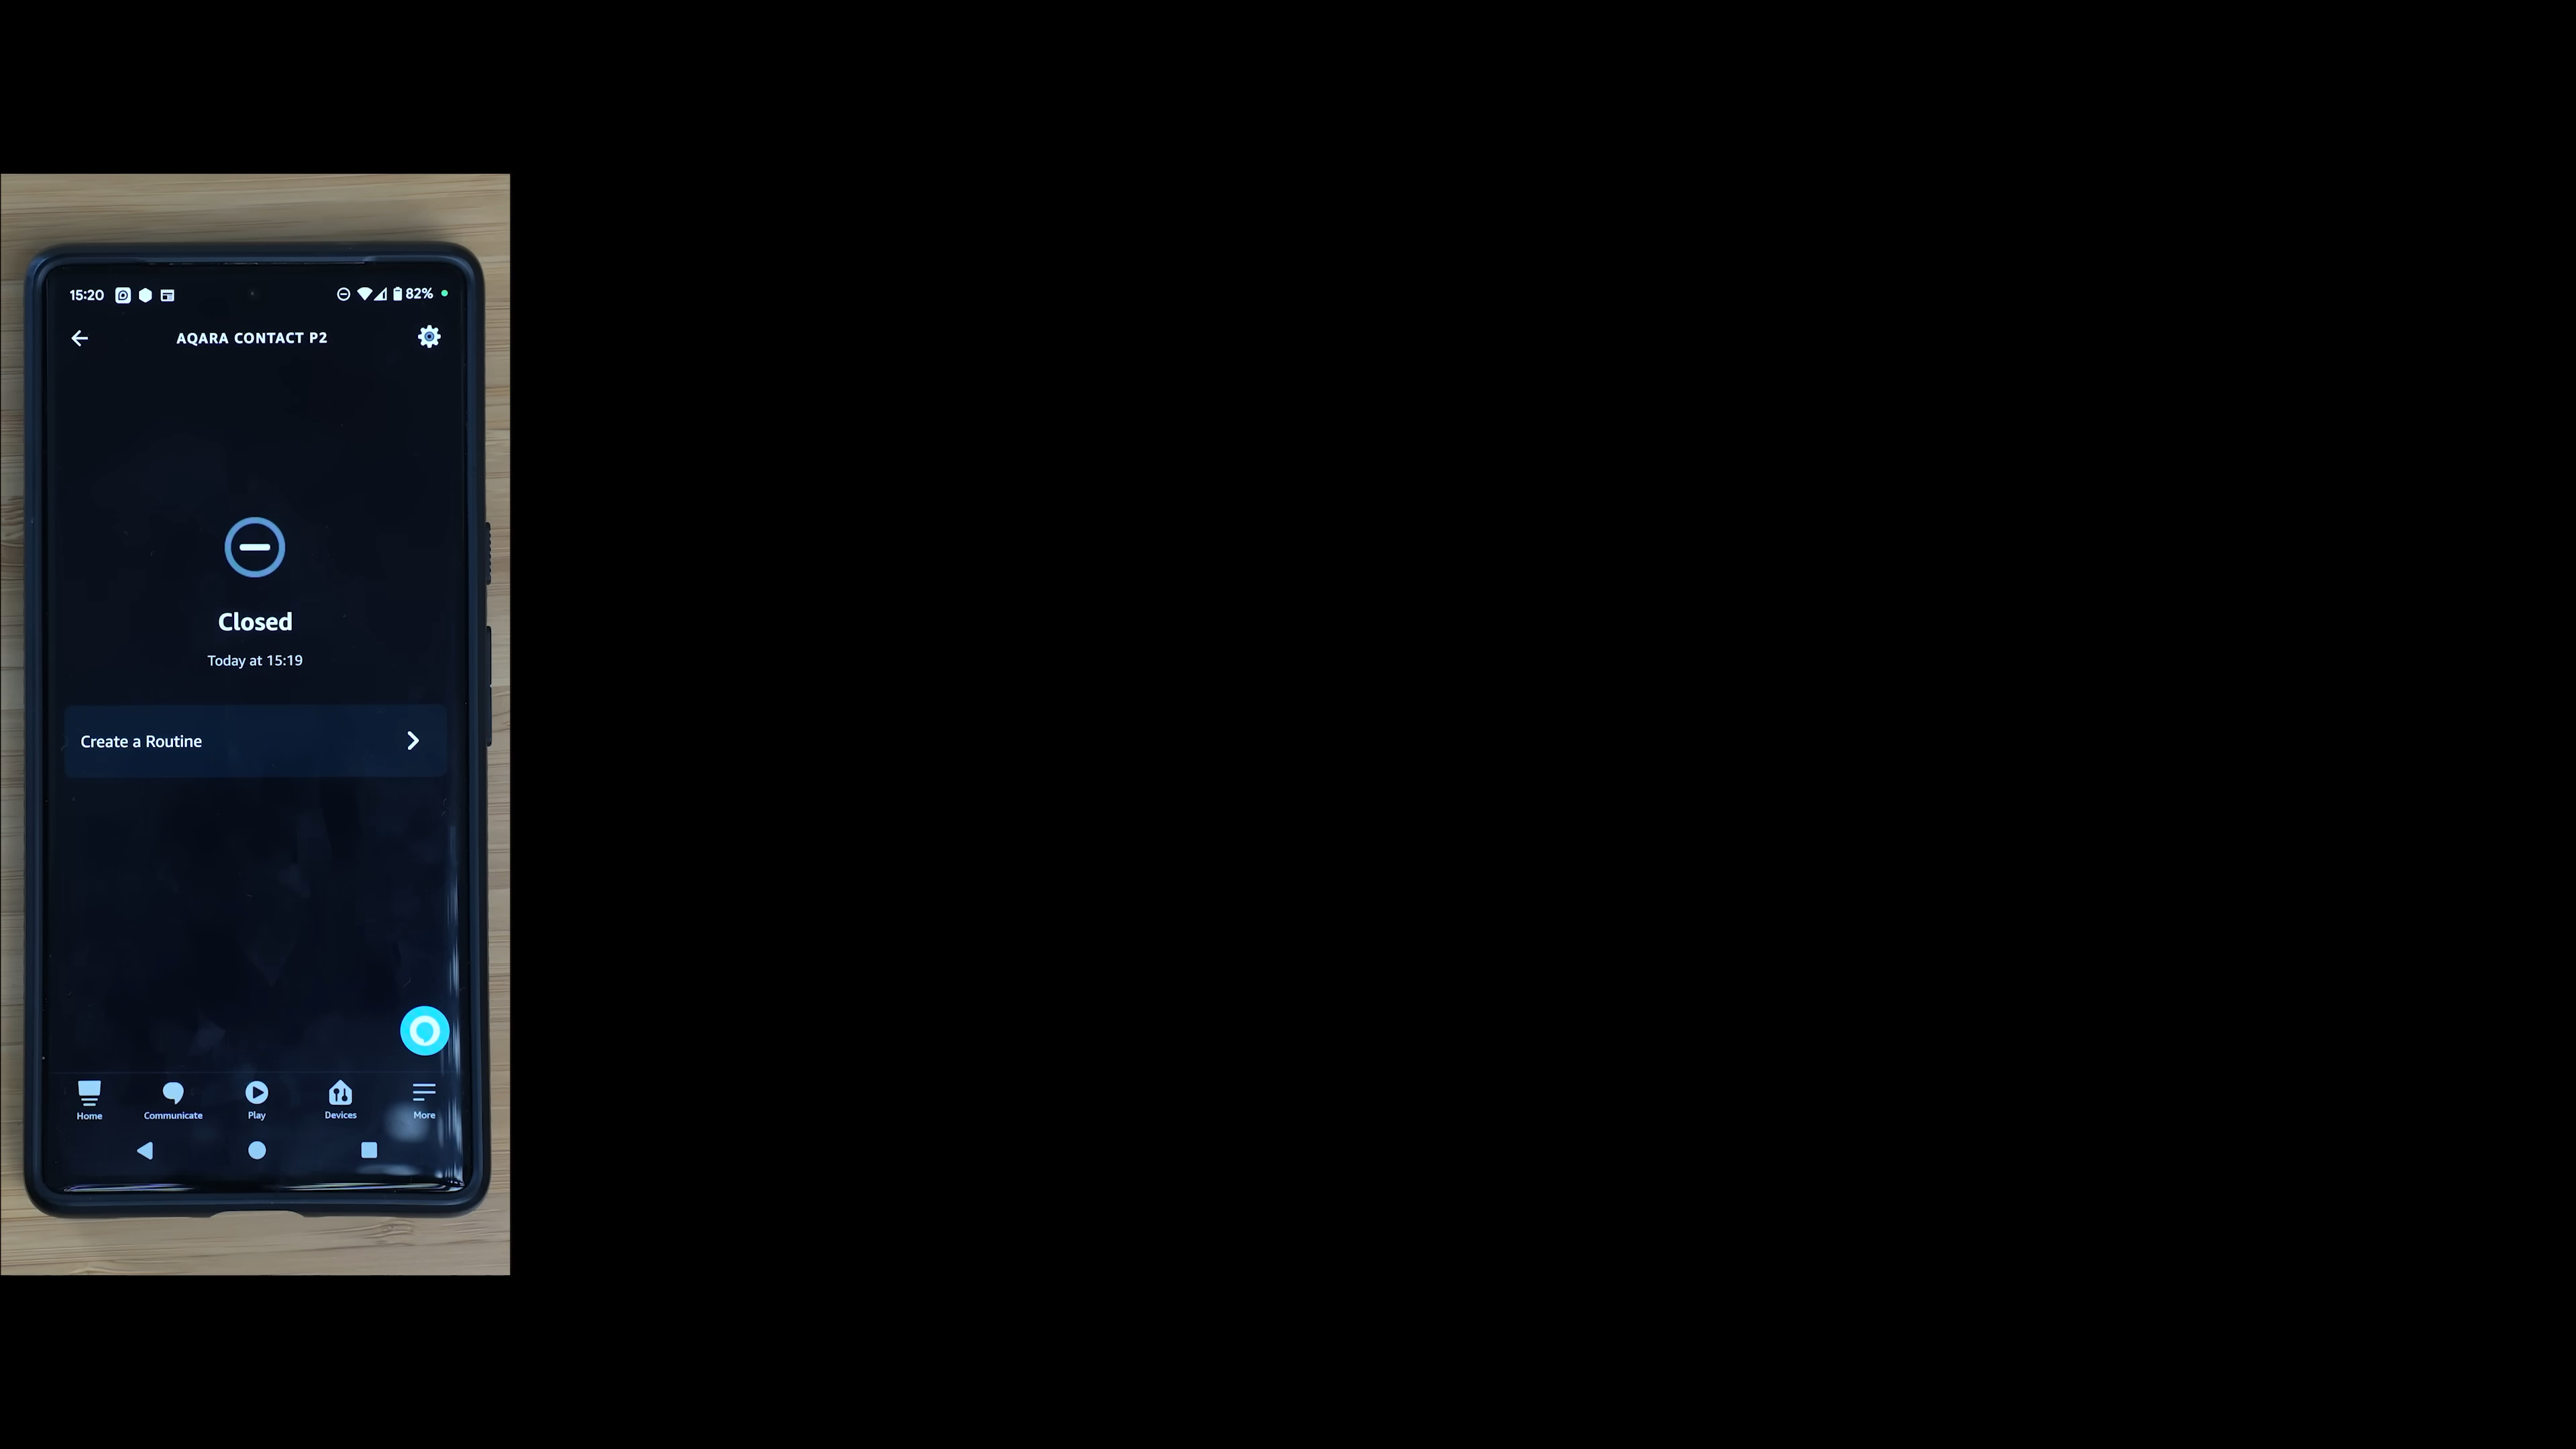 15:20 82%
AQARA CONTACT P2
Closed
Today at 15:19
Create a Routine
Home Communicate Play Devices More